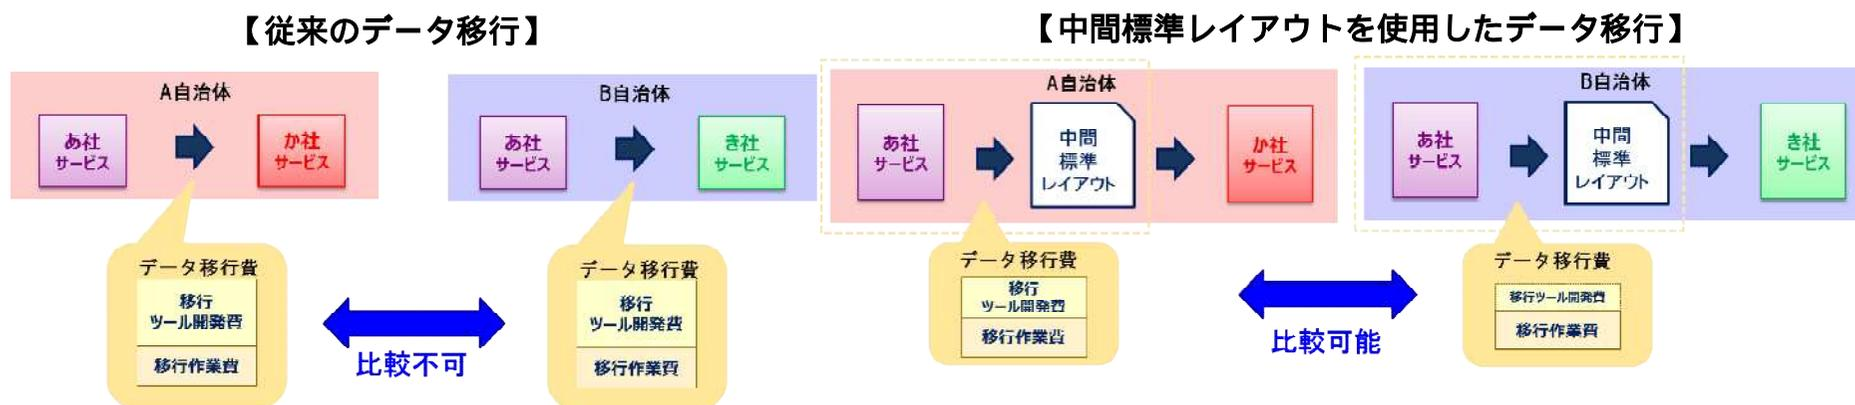 【従来のデータ移行】
A自治体
あ社
サービス
か社
サービス
データ移行費
移行
ツール開発費
移行作業費
比較不可
B自治体
あ社
サービス
き社
サービス
データ移行費
移行
ツール開発費
移行作業費
【中間標準レイアウトを使用したデータ移行】
A自治体
あ社
サービス
中間
標準
レイアウト
か社
サービス
データ移行費
移行
ツール開発費
移行作業費
比較可能
B自治体
あ社
サービス
中間
標準
レイアウト
き社
サービス
データ移行費
移行ツール開発費
移行作業費